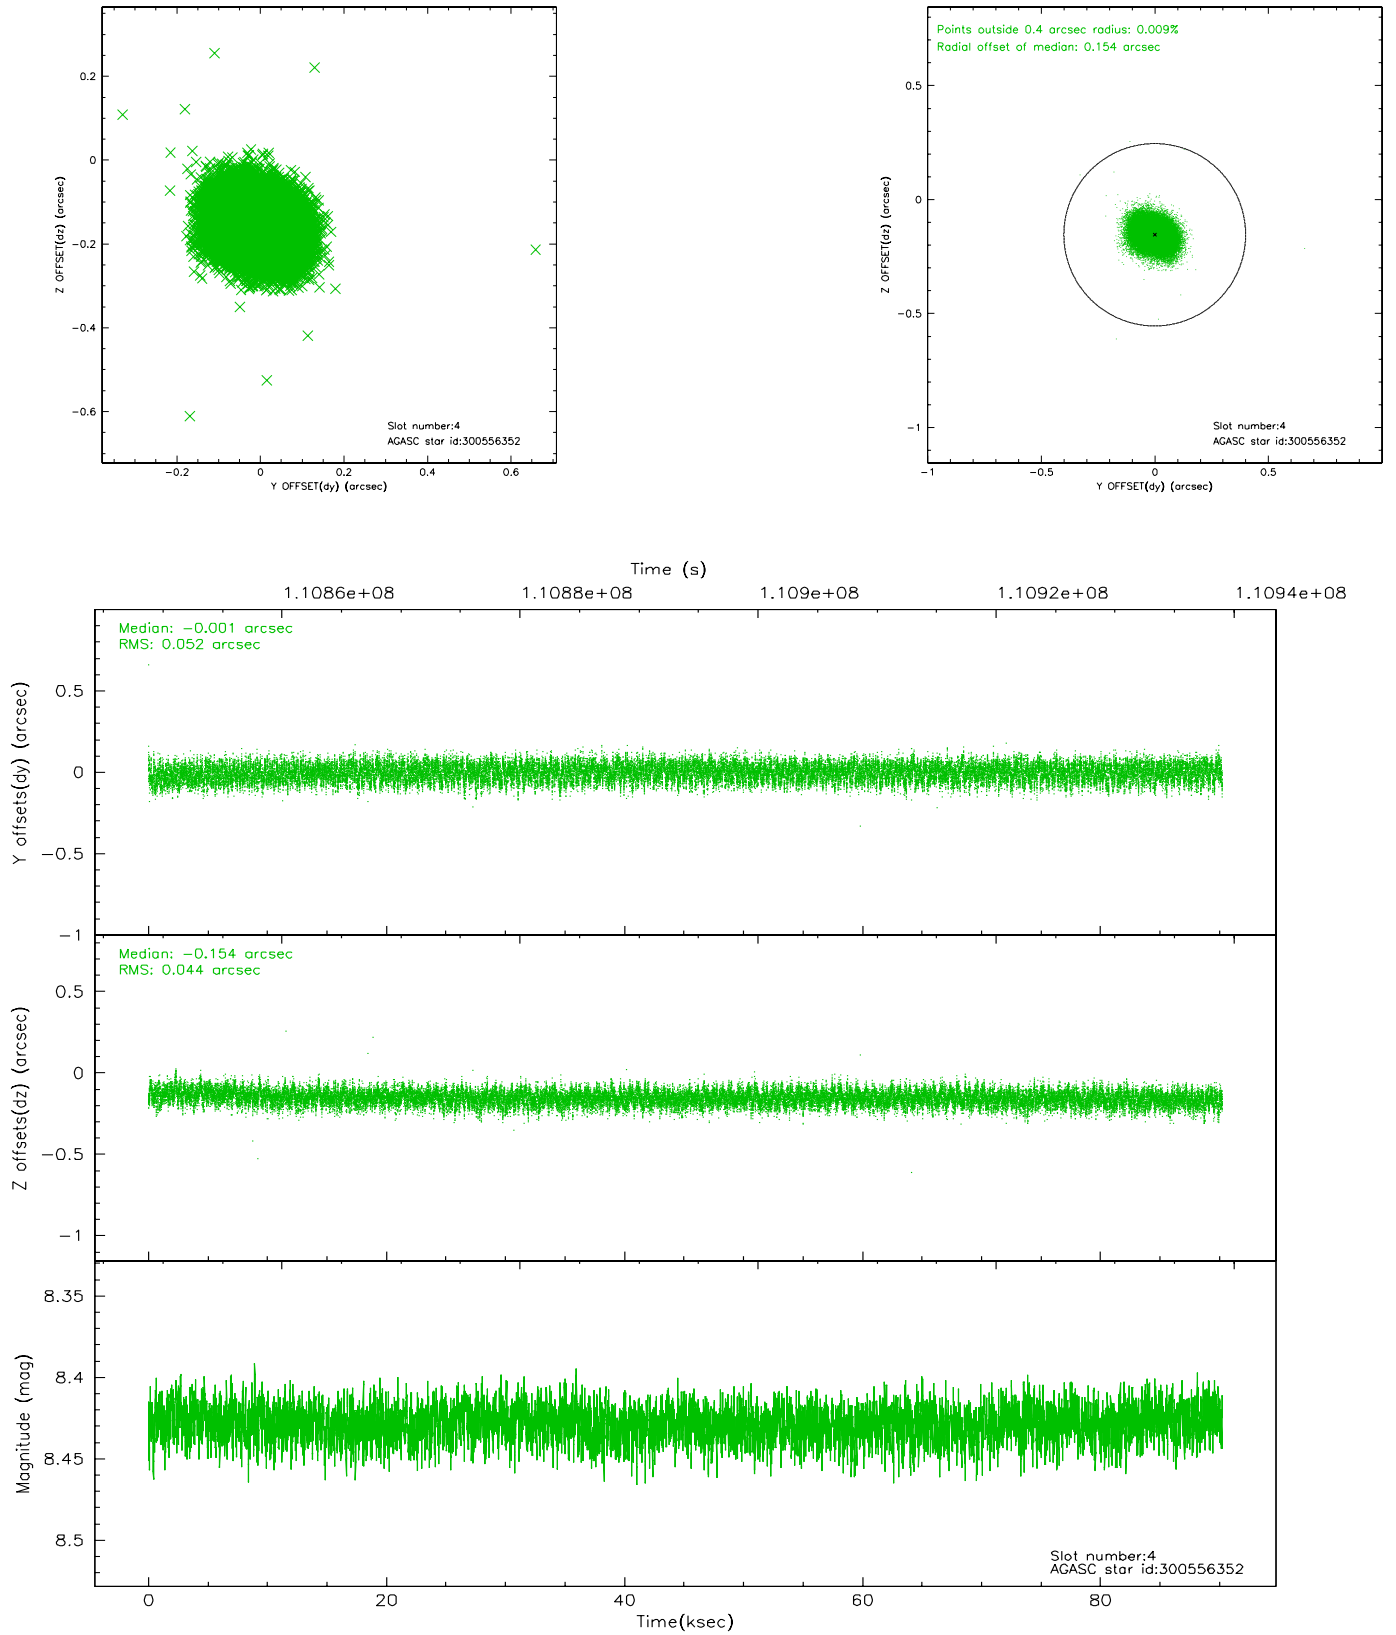 0.2
0
−0.2
−0.4
−0.6
Z OFFSET(dz) (arcsec)
Slot number:4
AGASC star id:300556352
−0.2
0
0.2
0.4
0.6
Y OFFSET(dy) (arcsec)
Points outside 0.4 arcsec radius: 0.009%
Radial offset of median: 0.154 arcsec
0.5
0
−0.5
−1
Z OFFSET(dz) (arcsec)
Slot number:4
AGASC star id:300556352
−1
−0.5
0
0.5
Y OFFSET(dy) (arcsec)
Time (s)
1.1086e+08
1.1088e+08
1.109e+08
1.1092e+08
1.1094e+08
Median: −0.001 arcsec
RMS: 0.052 arcsec
0.5
0
−0.5
−1
Y offsets(dy) (arcsec)
Median: −0.154 arcsec
RMS: 0.044 arcsec
0.5
0
−0.5
−1
Z offsets(dz) (arcsec)
8.35
8.4
8.45
8.5
Magnitude (mag)
Slot number:4
AGASC star id:300556352
0
20
40
60
80
Time(ksec)